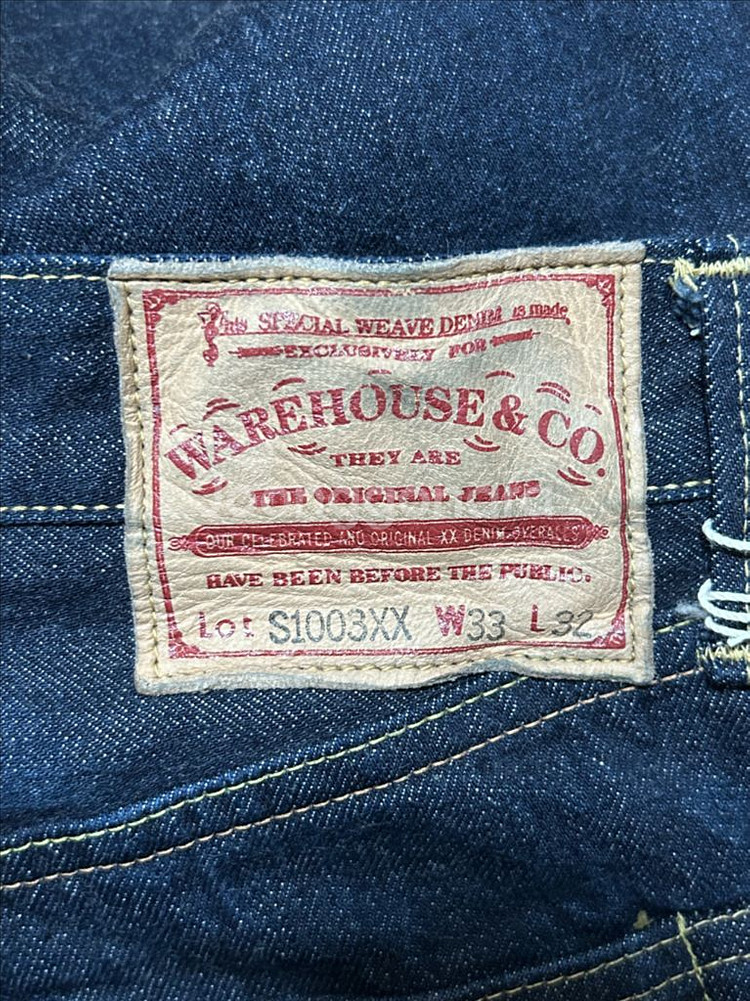 This SPECIAL WEAVE DENIM is made
EXCLUSIVELY FOR
WAREHOUSE & CO.
THEY ARE
THE ORIGINAL JEANS
OUR CELEBRATED AND ORIGINAL XX DENIM OVERALLS
HAVE BEEN BEFORE THE PUBLIC.
Lot S1003XX W33 L32